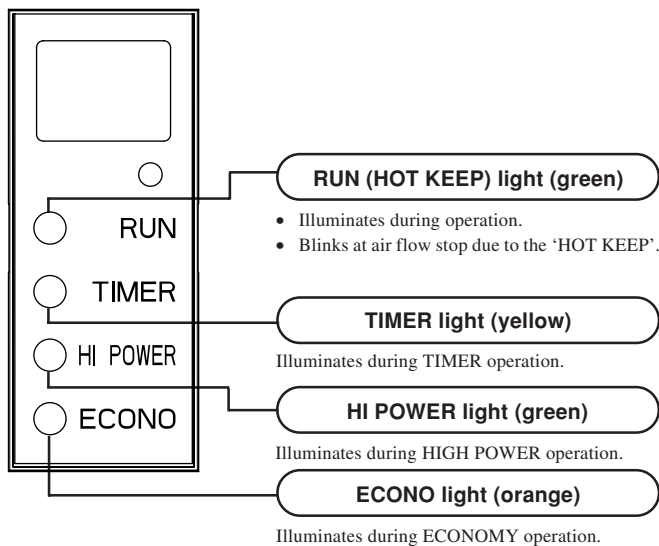 RUN
TIMER
HI POWER
ECONO
RUN (HOT KEEP) light (green)
• Illuminates during operation.
• Blinks at air flow stop due to the ‘HOT KEEP’.
TIMER light (yellow)
Illuminates during TIMER operation.
HI POWER light (green)
Illuminates during HIGH POWER operation.
ECONO light (orange)
Illuminates during ECONOMY operation.